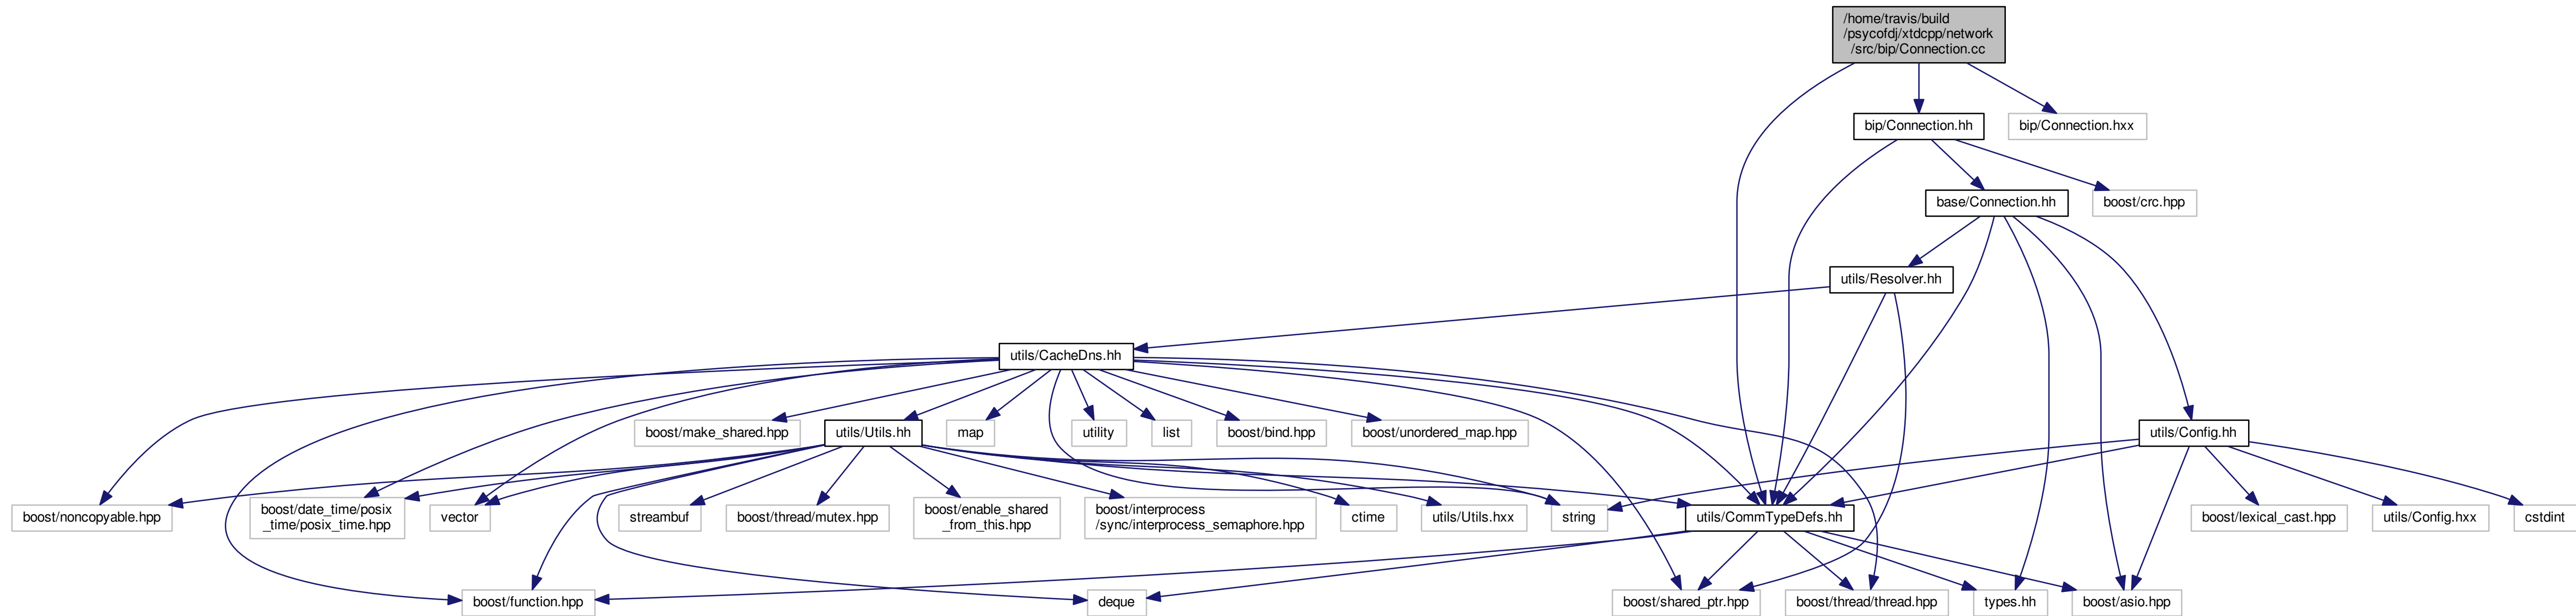 /home/travis/build
/psycofdj/xtdcpp/network
/src/bip/Connection.cc
bip/Connection.hh
bip/Connection.hxx
base/Connection.hh
boost/crc.hpp
utils/Resolver.hh
utils/CacheDns.hh
boost/make_shared.hpp
utils/Utils.hh
map
utility
list
boost/bind.hpp
boost/unordered_map.hpp
utils/Config.hh
boost/noncopyable.hpp
boost/date_time/posix
_time/posix_time.hpp
vector
streambuf
boost/thread/mutex.hpp
boost/enable_shared
_from_this.hpp
boost/interprocess
/sync/interprocess_semaphore.hpp
ctime
utils/Utils.hxx
string
utils/CommTypeDefs.hh
boost/lexical_cast.hpp
utils/Config.hxx
cstdint
boost/function.hpp
deque
boost/shared_ptr.hpp
boost/thread/thread.hpp
types.hh
boost/asio.hpp